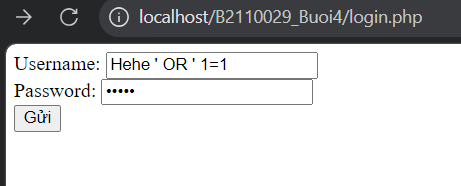 localhost/B2110029_Buoi4/login.php
Username: Hehe ' OR ' 1=1
Password: •••••
Gửi